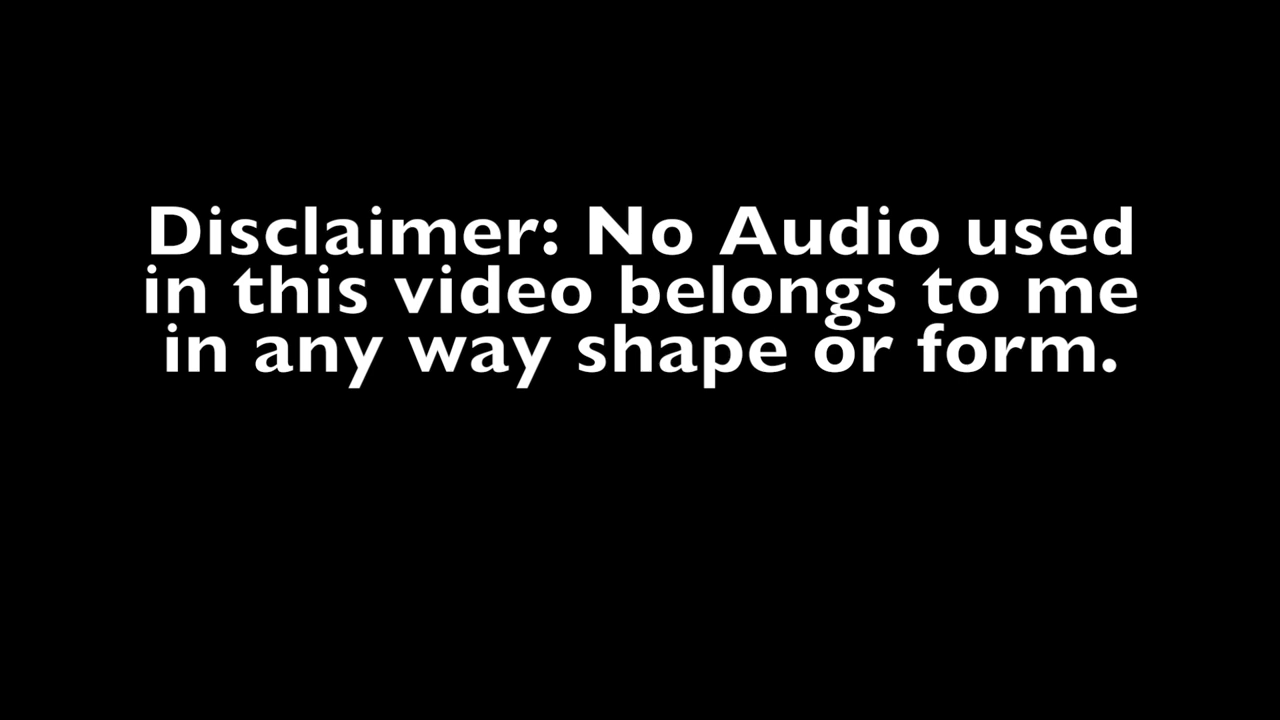 Disclaimer: No Audio used
in this video belongs to me
in any way shape or form.